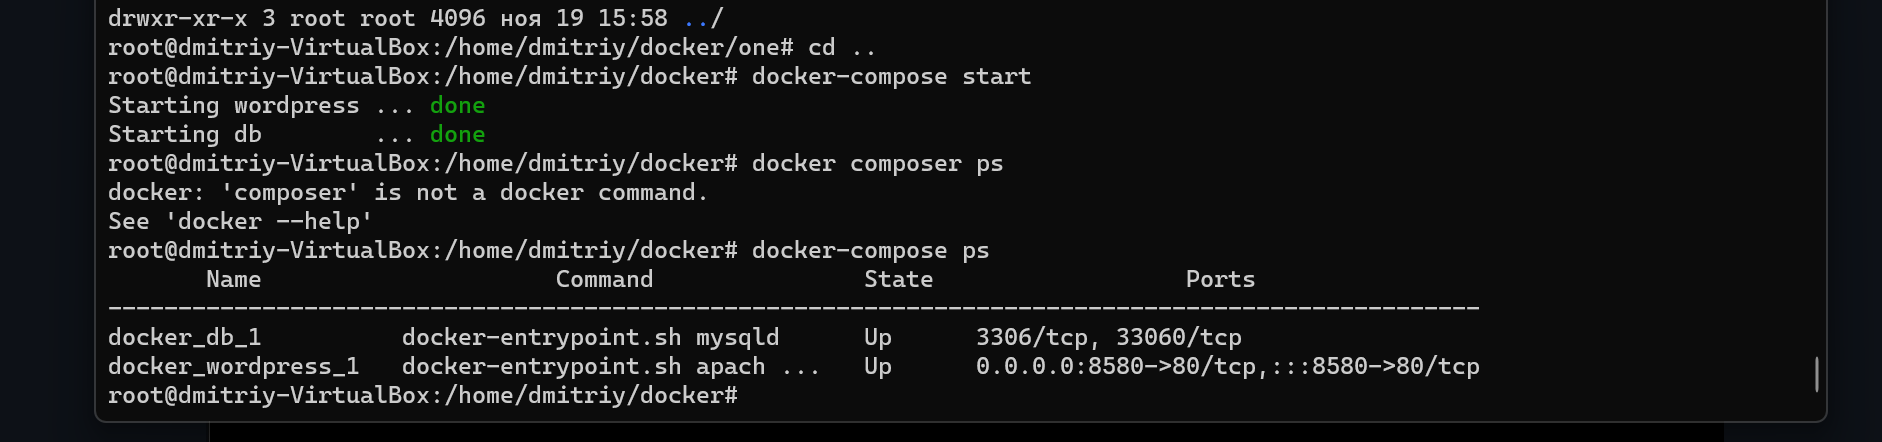 drwxr-xr-x 3 root root 4096 ноя 19 15:58 ../
root@dmitriy-VirtualBox:/home/dmitriy/docker/one# cd ..
root@dmitriy-VirtualBox:/home/dmitriy/docker# docker-compose start
Starting wordpress ... done
Starting db        ... done
root@dmitriy-VirtualBox:/home/dmitriy/docker# docker composer ps
docker: 'composer' is not a docker command.
See 'docker --help'
root@dmitriy-VirtualBox:/home/dmitriy/docker# docker-compose ps
       Name                     Command               State                  Ports
--------------------------------------------------------------------------------------------------
docker_db_1          docker-entrypoint.sh mysqld      Up      3306/tcp, 33060/tcp
docker_wordpress_1   docker-entrypoint.sh apach ...   Up      0.0.0.0:8580->80/tcp,:::8580->80/tcp
root@dmitriy-VirtualBox:/home/dmitriy/docker#